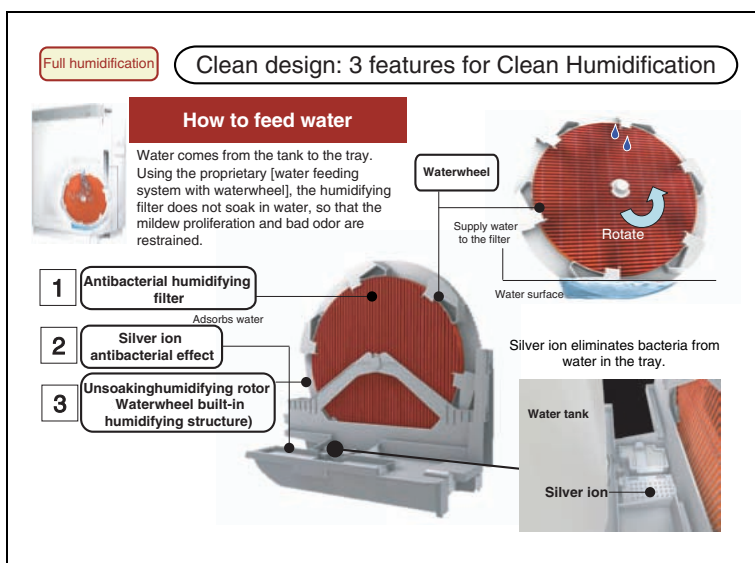 Full humidification
Clean design: 3 features for Clean Humidification
How to feed water
Water comes from the tank to the tray.
Using the proprietary [water feeding
system with waterwheel], the humidifying
filter does not soak in water, so that the
mildew proliferation and bad odor are
restrained.
Waterwheel
Supply water
to the filter
Rotate
Water surface
1
Antibacterial humidifying
filter
Adsorbs water
2
Silver ion
antibacterial effect
3
Unsoakinghumidifying rotor
Waterwheel built-in
humidifying structure)
Silver ion eliminates bacteria from
water in the tray.
Water tank
Silver ion